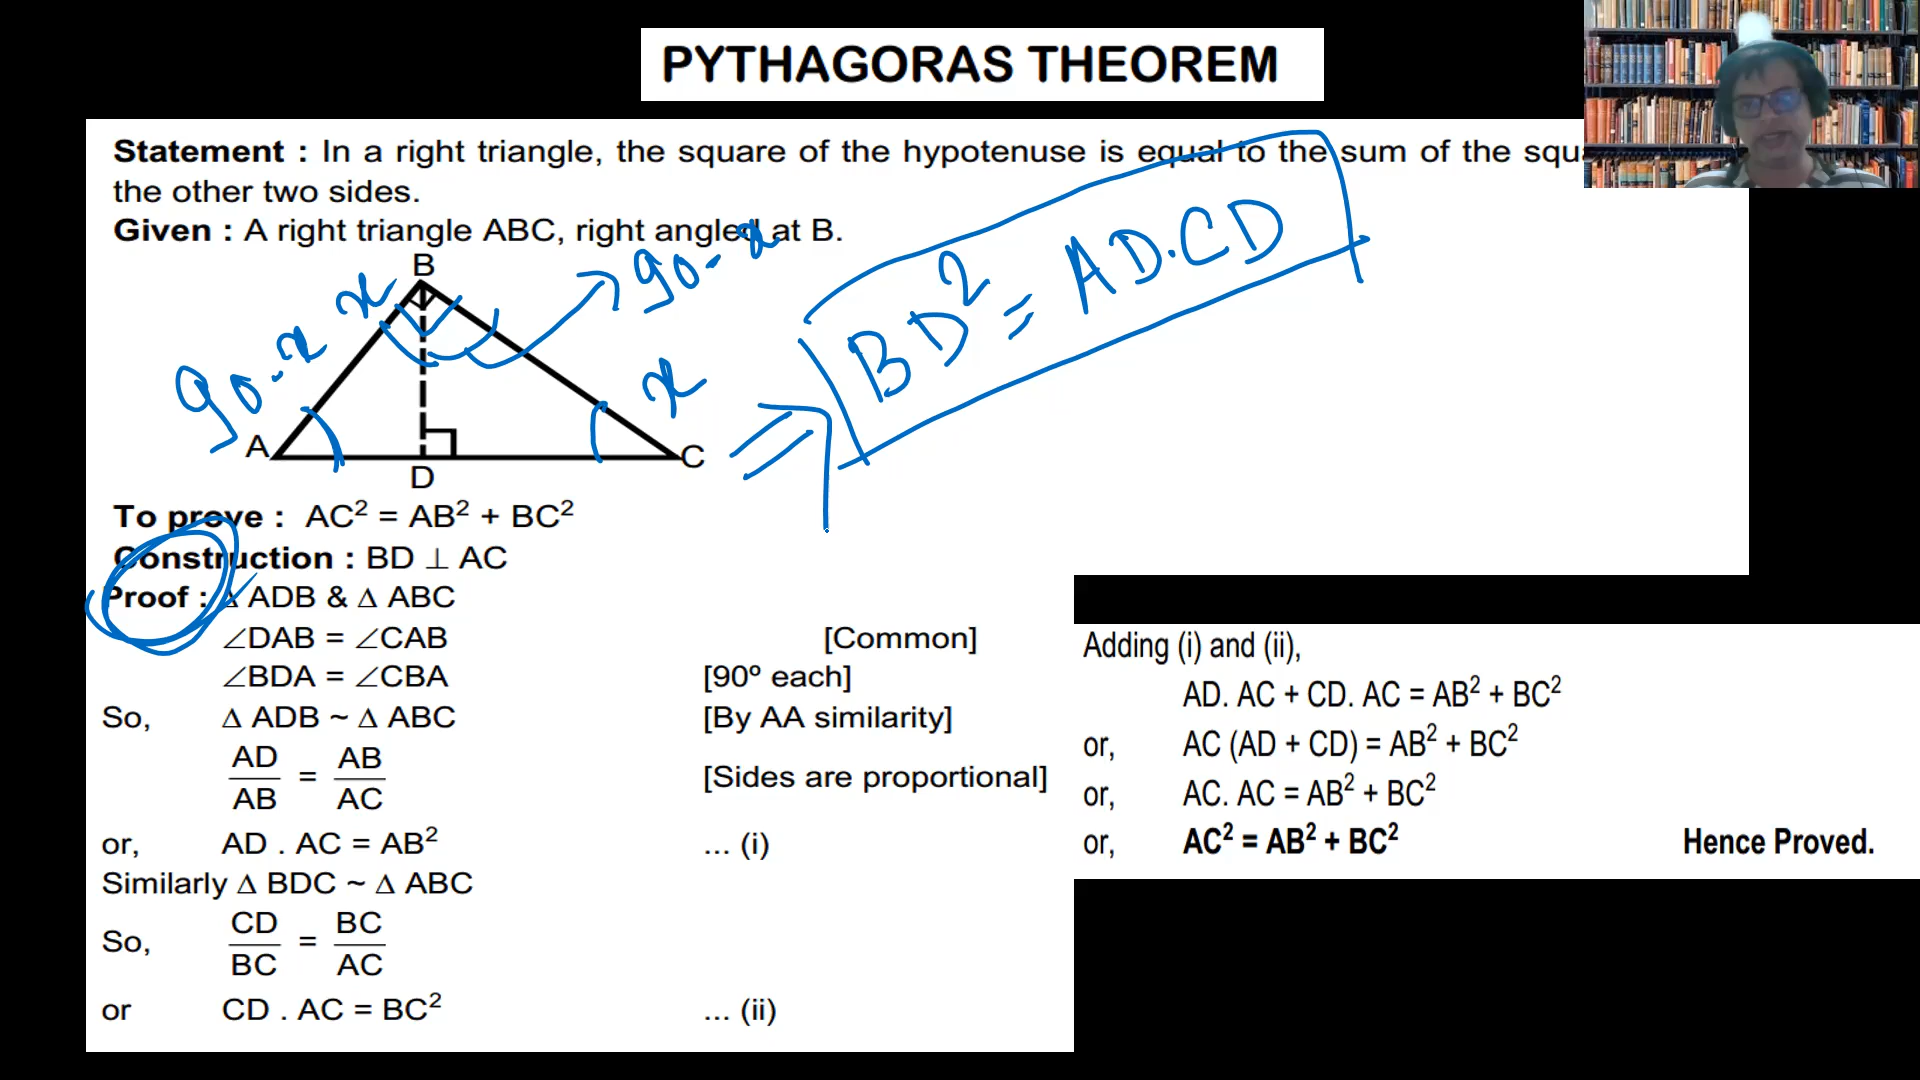 PYTHAGORAS THEOREM
Statement : In a right triangle, the square of the hypotenuse is equal to the sum of the squ
the other two sides.
Given : A right triangle ABC, right angled at B.
B
x
90-x
90-x
x
A
C
D
BD² = AD.CD
To prove : AC² = AB² + BC²
Construction : BD ⊥ AC
Proof : Δ ADB & Δ ABC
∠DAB = ∠CAB [Common]
∠BDA = ∠CBA [90º each]
So, Δ ADB ~ Δ ABC [By AA similarity]
AD/AB = AB/AC [Sides are proportional]
or, AD . AC = AB² ... (i)
Similarly Δ BDC ~ Δ ABC
So, CD/BC = BC/AC
or CD . AC = BC² ... (ii)
Adding (i) and (ii),
AD. AC + CD. AC = AB² + BC²
or, AC (AD + CD) = AB² + BC²
or, AC. AC = AB² + BC²
or, AC² = AB² + BC² Hence Proved.